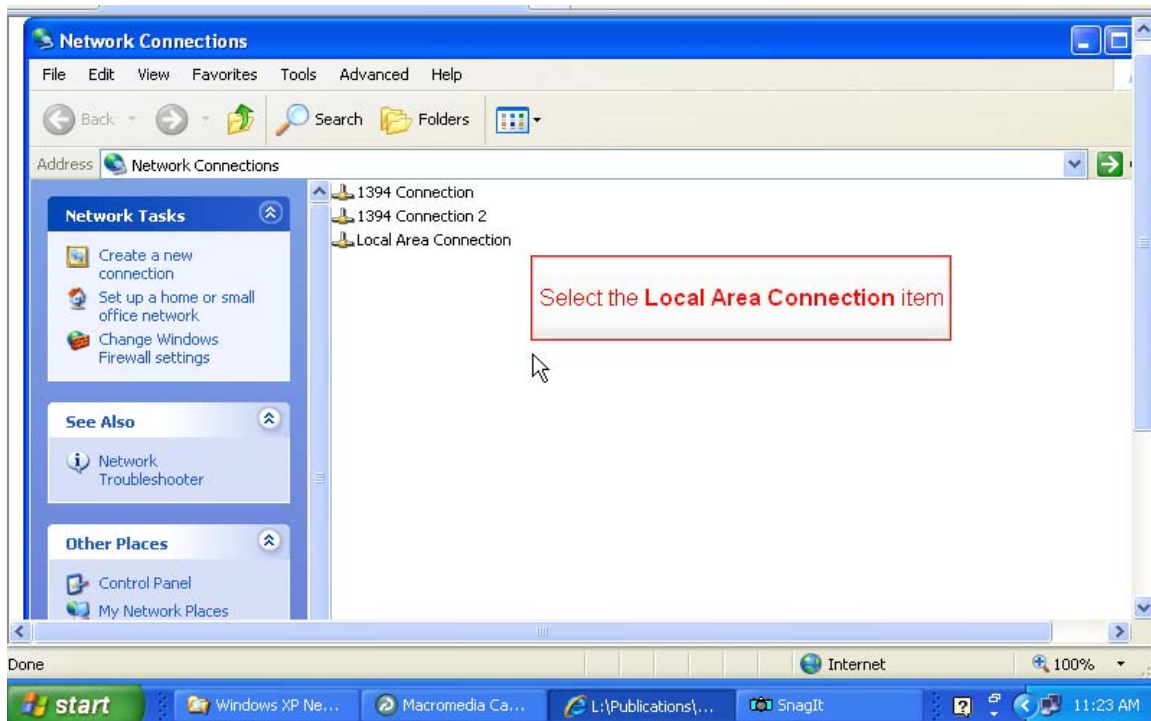 Network Connections
File Edit View Favorites Tools Advanced Help
Back Search Folders
Address Network Connections
Network Tasks
Create a new
connection
Set up a home or small
office network
Change Windows
Firewall settings
See Also
Network
Troubleshooter
Other Places
Control Panel
My Network Places
1394 Connection
1394 Connection 2
Local Area Connection
Select the Local Area Connection item
Done Internet 100%
start Windows XP Ne... Macromedia Ca... L:\Publications\... SnagIt 11:23 AM